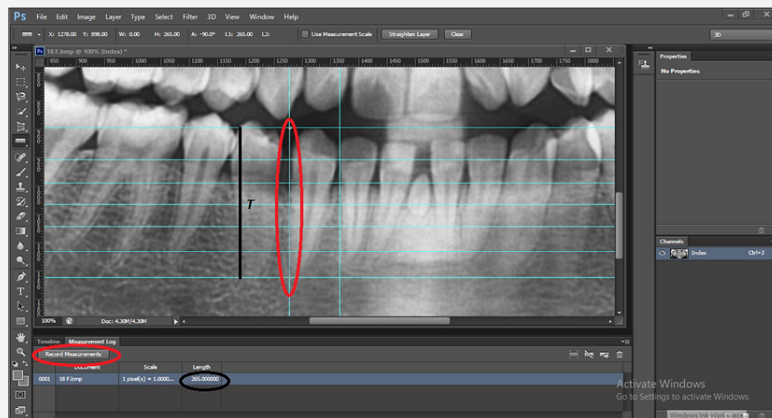 Ps File Edit Image Layer Type Select Filter 3D View Window Help
X: 1278.00 Y: 898.00 W: 0.00 H: 265.00 A: -90.0° L1: 265.00 L2: Use Measurement Scale Straighten Layer Clear 3D
18 F.bmp @ 100% (Index) *
850 900 950 1000 1050 1100 1150 1200 1250 1300 1350 1400 1450 1500 1550 1600 1650 1700 1750 1800
Properties
No Properties
T
Channels
Index Ctrl+3
100% Doc: 4.30M/4.30M
Timeline Measurement Log
Record Measurements
Document Scale Length
0001 18 F.bmp 1 pixel(s) = 1.0000... 265.000000
Activate Windows
Go to Settings to activate Windows.